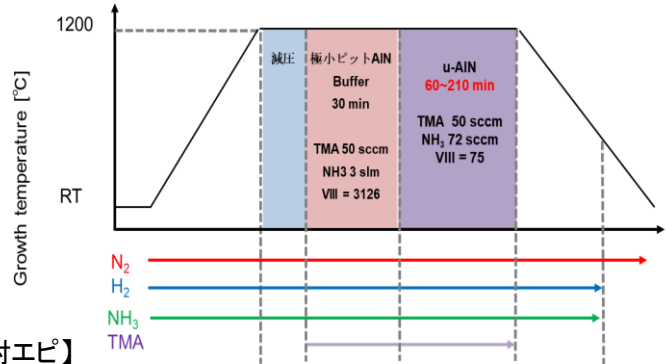 Growth temperature [℃]
1200
RT
減圧
極小ピットAlN
Buffer
30 min
TMA 50 sccm
NH3 3 slm
VIII = 3126
u-AlN
60~210 min
TMA 50 sccm
NH₃ 72 sccm
VIII = 75
N₂
H₂
NH₃
TMA
エピ】